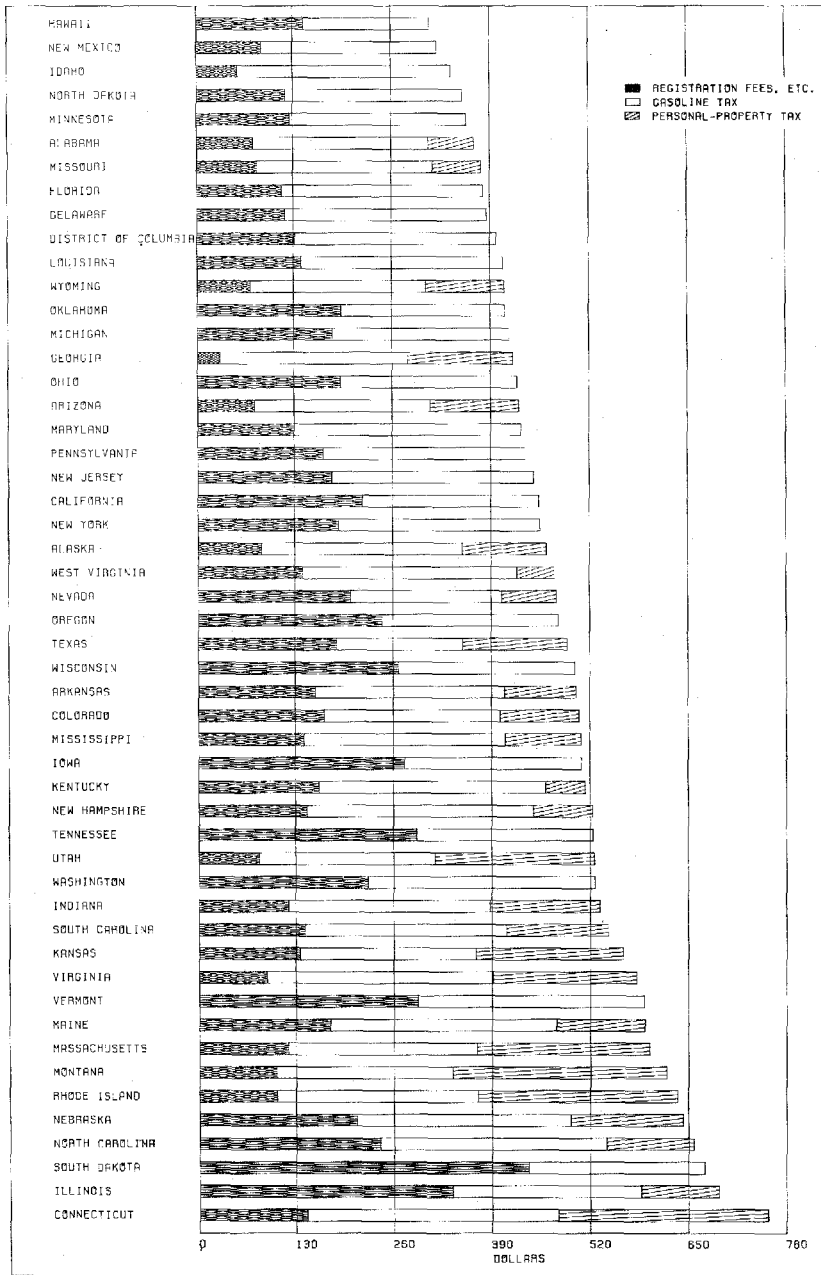 HAWAII
NEW MEXICO
IDAHO
NORTH DAKOTA
REGISTRATION FEES, ETC.
GASOLINE TAX
PERSONAL-PROPERTY TAX
MINNESOTA
ALABAMA
MISSOURI
FLORIDA
DELAWARE
DISTRICT OF COLUMBIA
LOUISIANA
WYOMING
OKLAHOMA
MICHIGAN
GEORGIA
OHIO
ARIZONA
MARYLAND
PENNSYLVANIA
NEW JERSEY
CALIFORNIA
NEW YORK
ALASKA
WEST VIRGINIA
NEVADA
OREGON
TEXAS
WISCONSIN
ARKANSAS
COLORADO
MISSISSIPPI
IOWA
KENTUCKY
NEW HAMPSHIRE
TENNESSEE
UTAH
WASHINGTON
INDIANA
SOUTH CAROLINA
KANSAS
VIRGINIA
VERMONT
MAINE
MASSACHUSETTS
MONTANA
RHODE ISLAND
NEBRASKA
NORTH CAROLINA
SOUTH DAKOTA
ILLINOIS
CONNECTICUT
0 130 260 390 520 650 780
DOLLARS